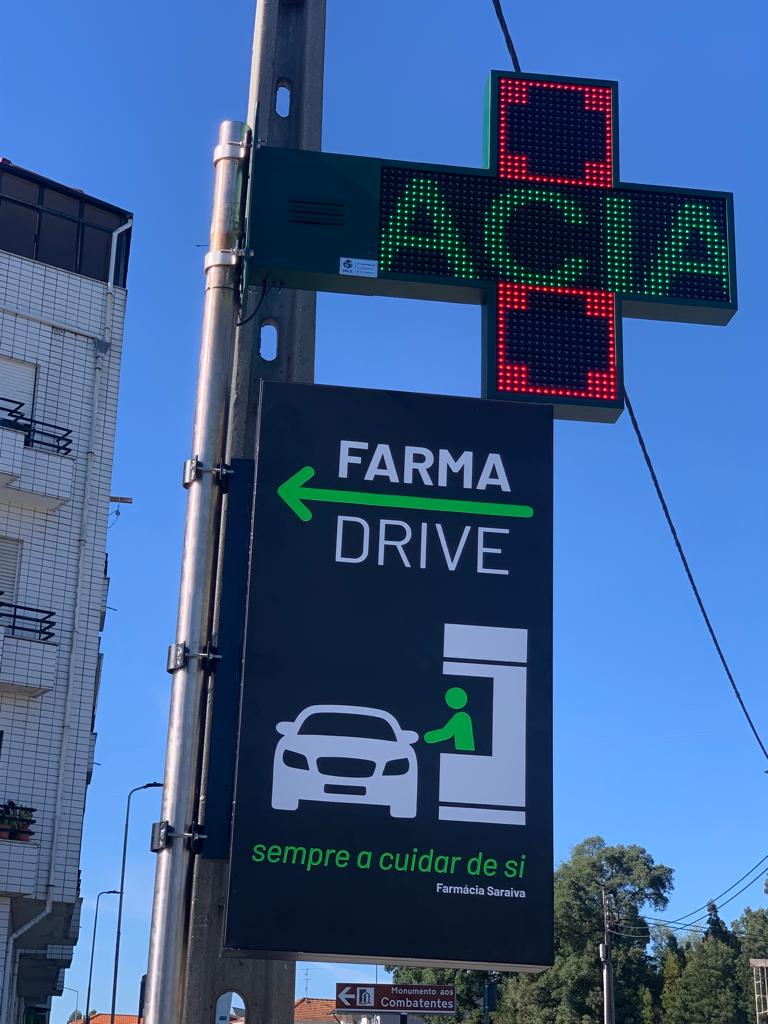 ACIA
FARMA
DRIVE
sempre a cuidar de si
Farmácia Saraiva
Monumento aos
Combatentes